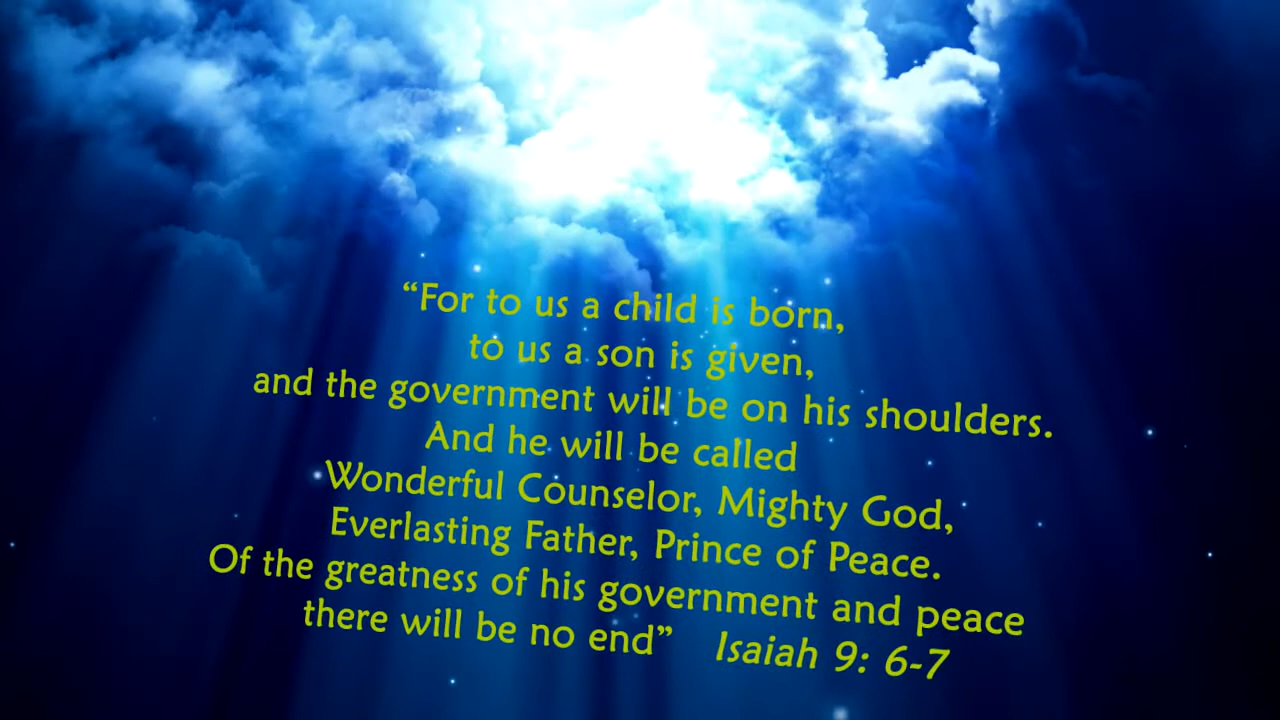 “For to us a child is born,
to us a son is given,
and the government will be on his shoulders.
And he will be called
Wonderful Counselor, Mighty God,
Everlasting Father, Prince of Peace.
Of the greatness of his government and peace
there will be no end” Isaiah 9: 6-7